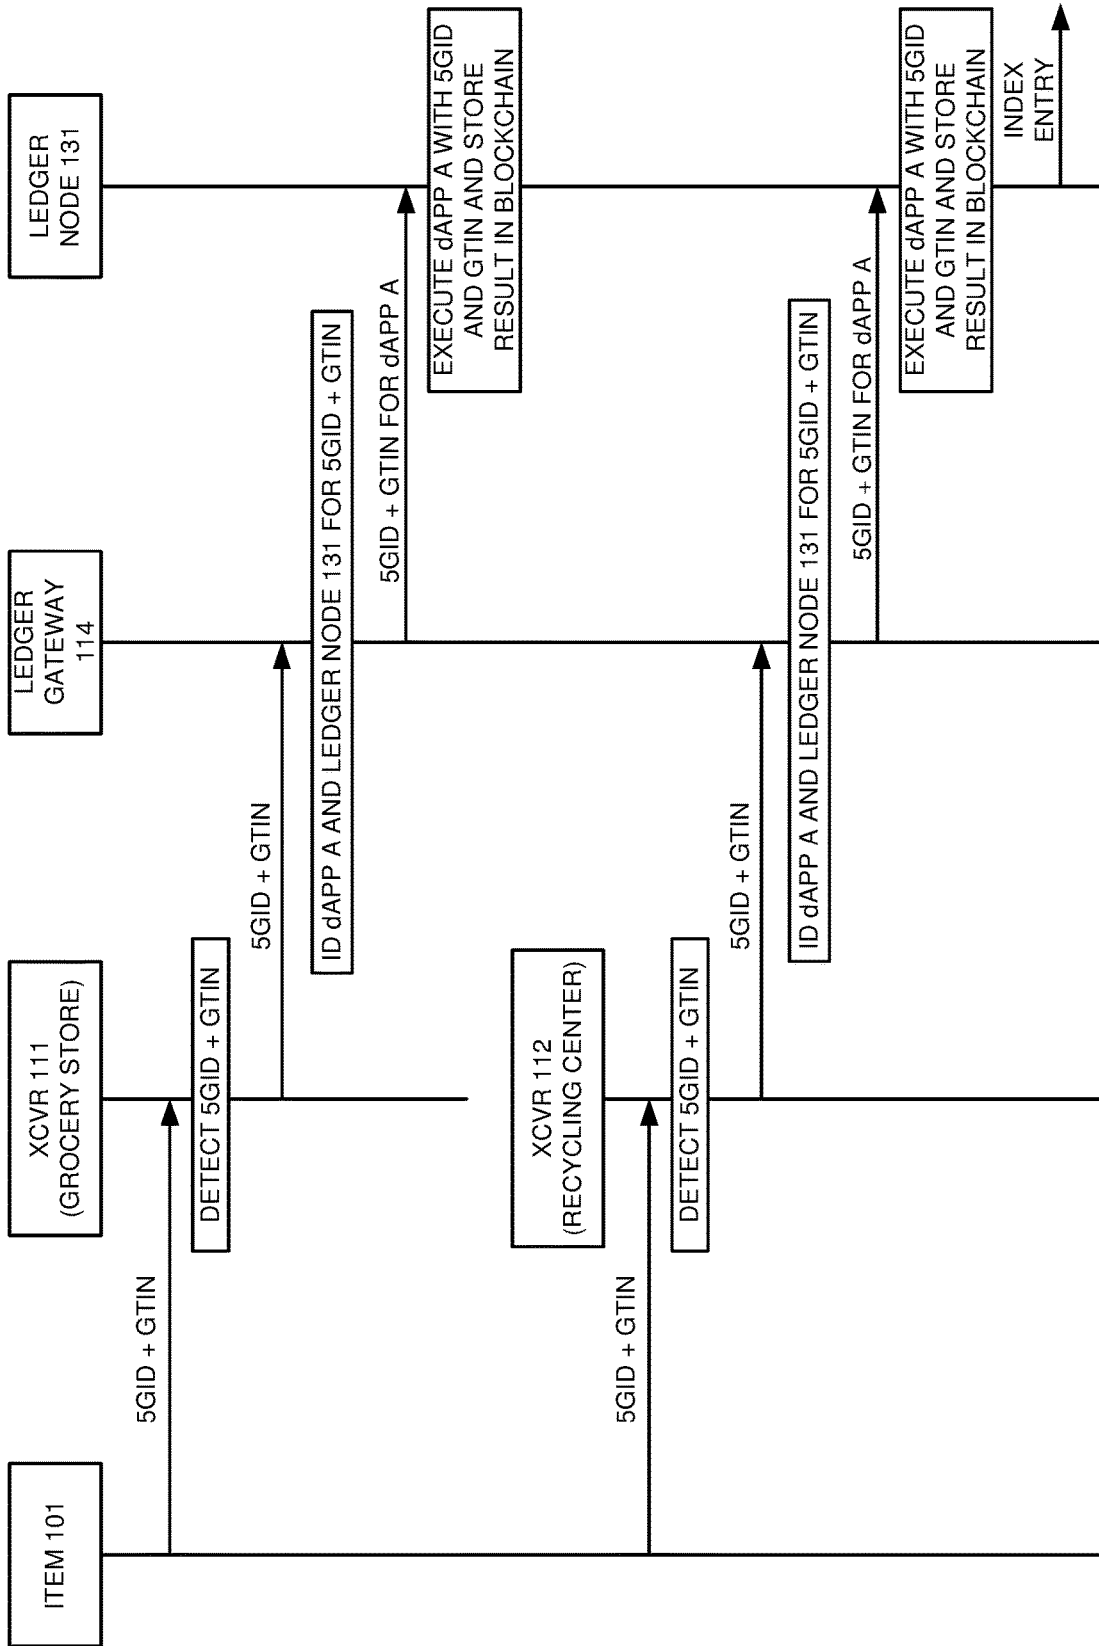 ITEM 101
XCVR 111
(GROCERY STORE)
LEDGER
GATEWAY
114
LEDGER
NODE 131
5GID + GTIN
DETECT 5GID + GTIN
5GID + GTIN
ID dAPP A AND LEDGER NODE 131 FOR 5GID + GTIN
5GID + GTIN FOR dAPP A
EXECUTE dAPP A WITH 5GID
AND GTIN AND STORE
RESULT IN BLOCKCHAIN
XCVR 112
(RECYCLING CENTER)
5GID + GTIN
DETECT 5GID + GTIN
5GID + GTIN
ID dAPP A AND LEDGER NODE 131 FOR 5GID + GTIN
5GID + GTIN FOR dAPP A
EXECUTE dAPP A WITH 5GID
AND GTIN AND STORE
RESULT IN BLOCKCHAIN
INDEX
ENTRY